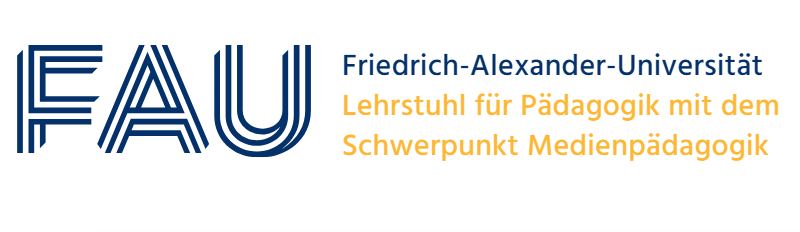 FAU
Friedrich-Alexander-Universität
Lehrstuhl für Pädagogik mit dem
Schwerpunkt Medienpädagogik